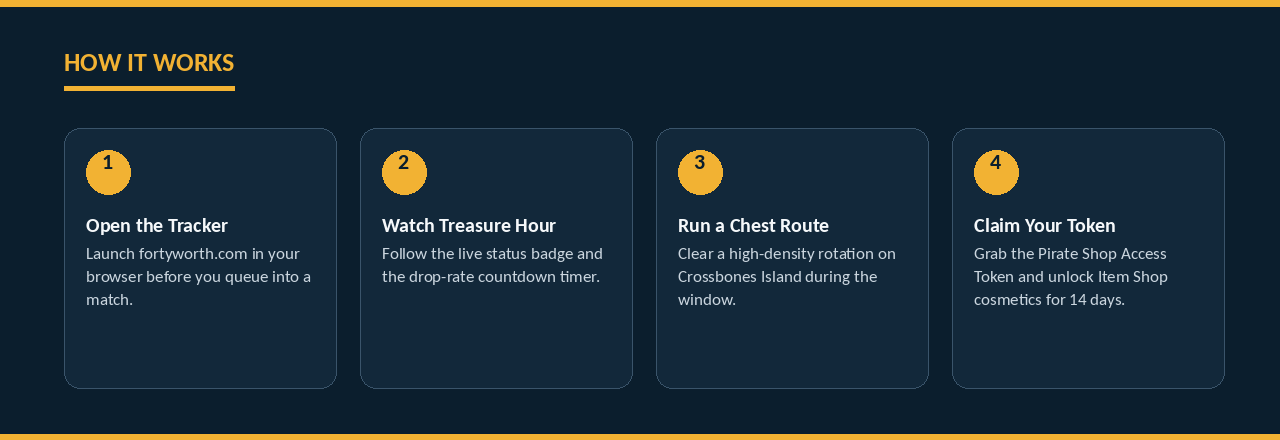 HOW IT WORKS
1
Open the Tracker
Launch fortyworth.com in your
browser before you queue into a
match.
2
Watch Treasure Hour
Follow the live status badge and
the drop-rate countdown timer.
3
Run a Chest Route
Clear a high-density rotation on
Crossbones Island during the
window.
4
Claim Your Token
Grab the Pirate Shop Access
Token and unlock Item Shop
cosmetics for 14 days.